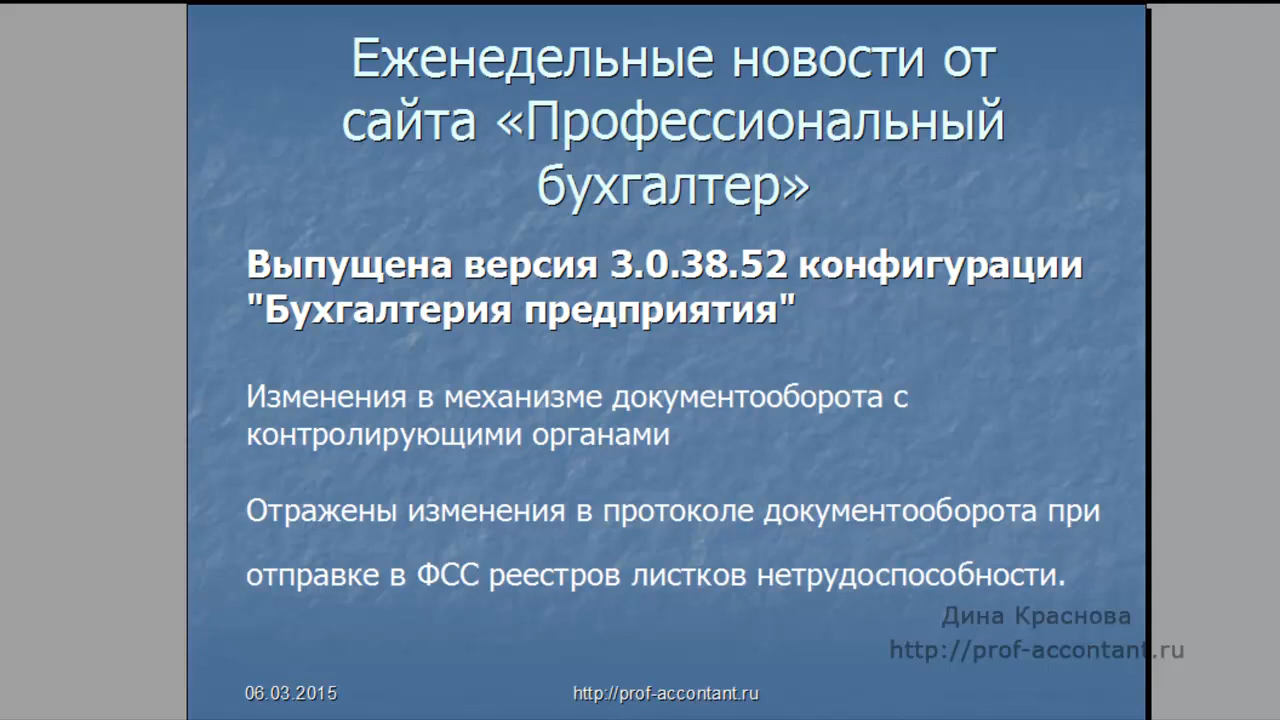 Еженедельные новости от
сайта «Профессиональный
бухгалтер»
Выпущена версия 3.0.38.52 конфигурации
"Бухгалтерия предприятия"
Изменения в механизме документооборота с
контролирующими органами
Отражены изменения в протоколе документооборота при
отправке в ФСС реестров листков нетрудоспособности.
Дина Краснова
http://prof-accontant.ru
06.03.2015
http://prof-accontant.ru